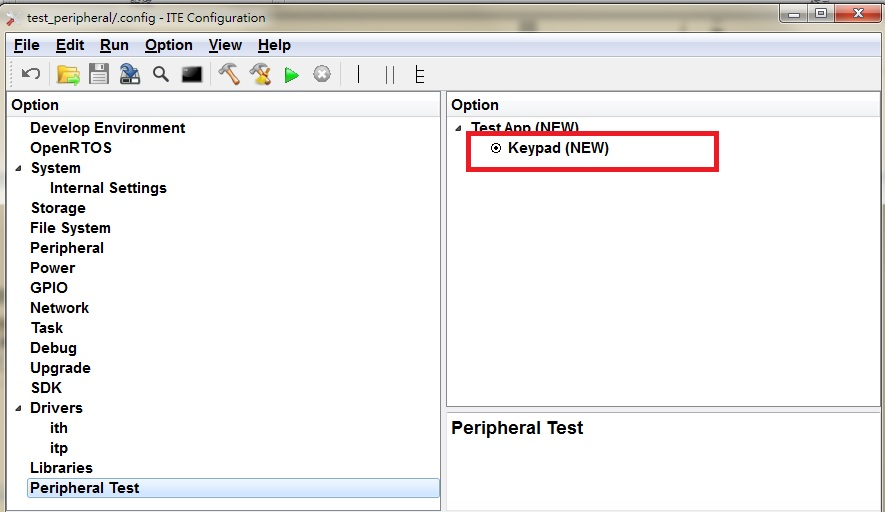 test_peripheral/.config - ITE Configuration
File Edit Run Option View Help
Option
Develop Environment
OpenRTOS
System
Internal Settings
Storage
File System
Peripheral
Power
GPIO
Network
Task
Debug
Upgrade
SDK
Drivers
ith
itp
Libraries
Peripheral Test
Option
Test App (NEW)
Keypad (NEW)
Peripheral Test